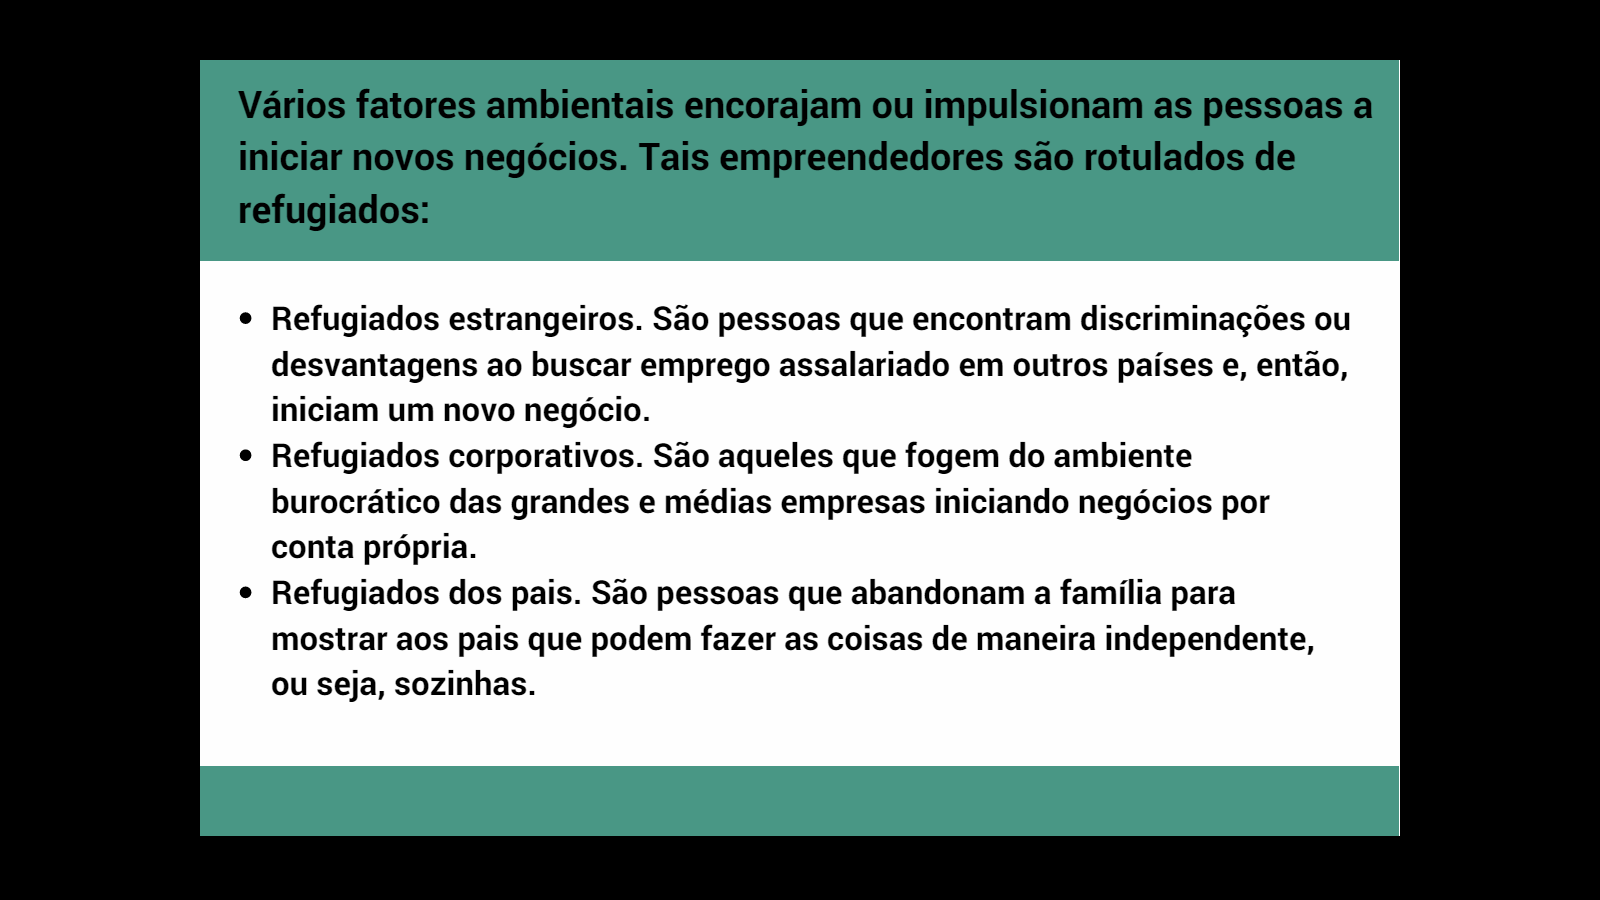 Vários fatores ambientais encorajam ou impulsionam as pessoas a
iniciar novos negócios. Tais empreendedores são rotulados de
refugiados:
• Refugiados estrangeiros. São pessoas que encontram discriminações ou
desvantagens ao buscar emprego assalariado em outros países e, então,
iniciam um novo negócio.
• Refugiados corporativos. São aqueles que fogem do ambiente
burocrático das grandes e médias empresas iniciando negócios por
conta própria.
• Refugiados dos pais. São pessoas que abandonam a família para
mostrar aos pais que podem fazer as coisas de maneira independente,
ou seja, sozinhas.